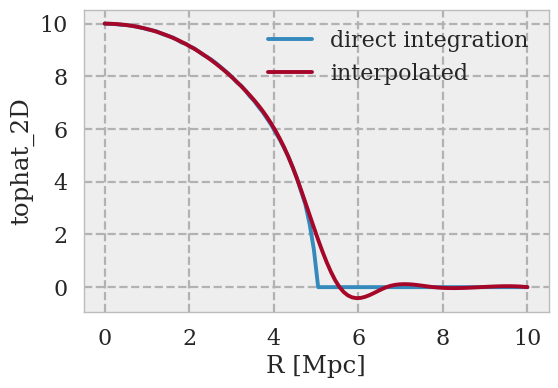 direct integration
interpolated
tophat_2D
10
8
6
4
2
0
0 2 4 6 8 10
R [Mpc]